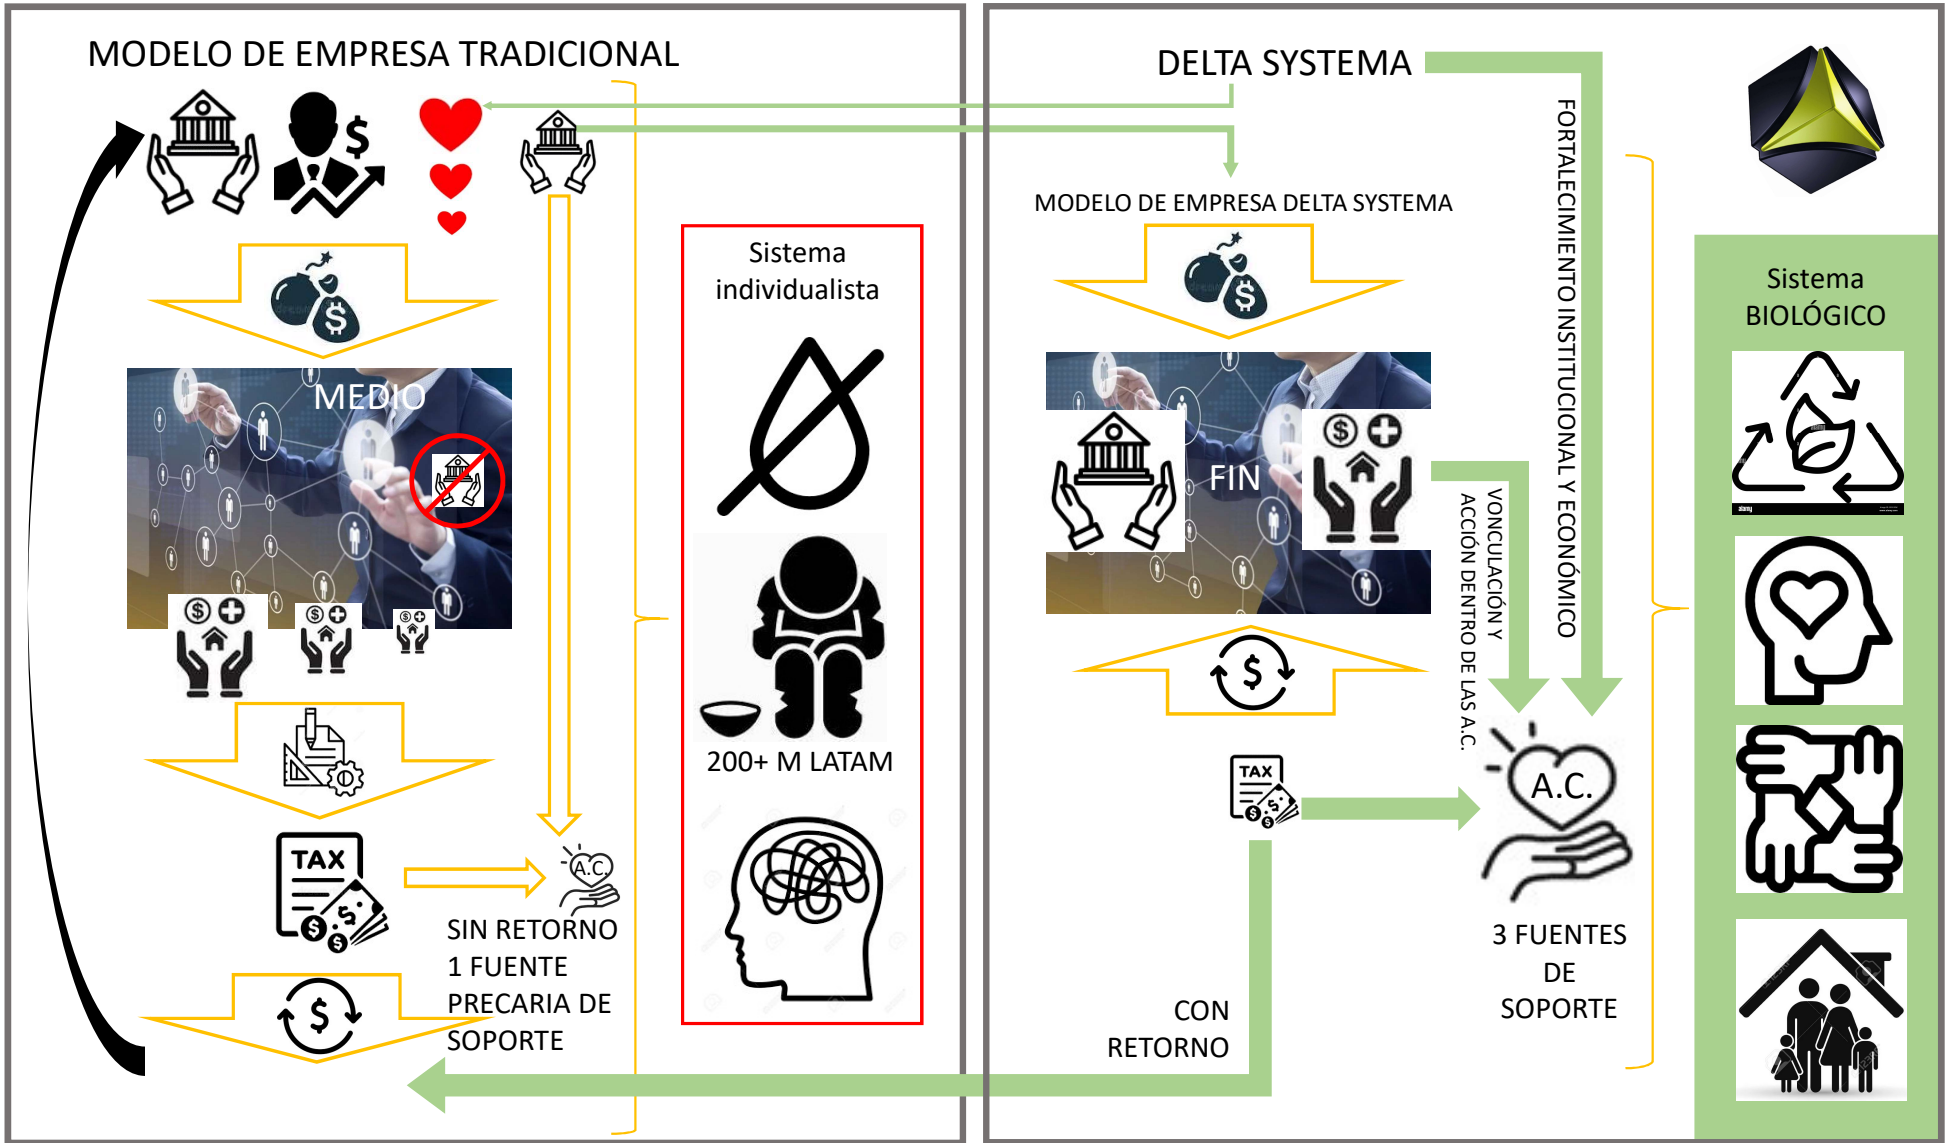 MODELO DE EMPRESA TRADICIONAL
$
$
MEDIO
$
$
$
TAX
$
$
$
$
A.C.
SIN RETORNO
1 FUENTE
PRECARIA DE
SOPORTE
Sistema
individualista
200+ M LATAM
DELTA SYSTEMA
MODELO DE EMPRESA DELTA SYSTEMA
$
FIN
$
$
TAX
VONCULACIÓN Y
ACCIÓN DENTRO DE LAS A.C.
FORTALECIMIENTO INSTITUCIONAL Y ECONÓMICO
A.C.
3 FUENTES
DE
SOPORTE
CON
RETORNO
Sistema
BIOLÓGICO
alamy